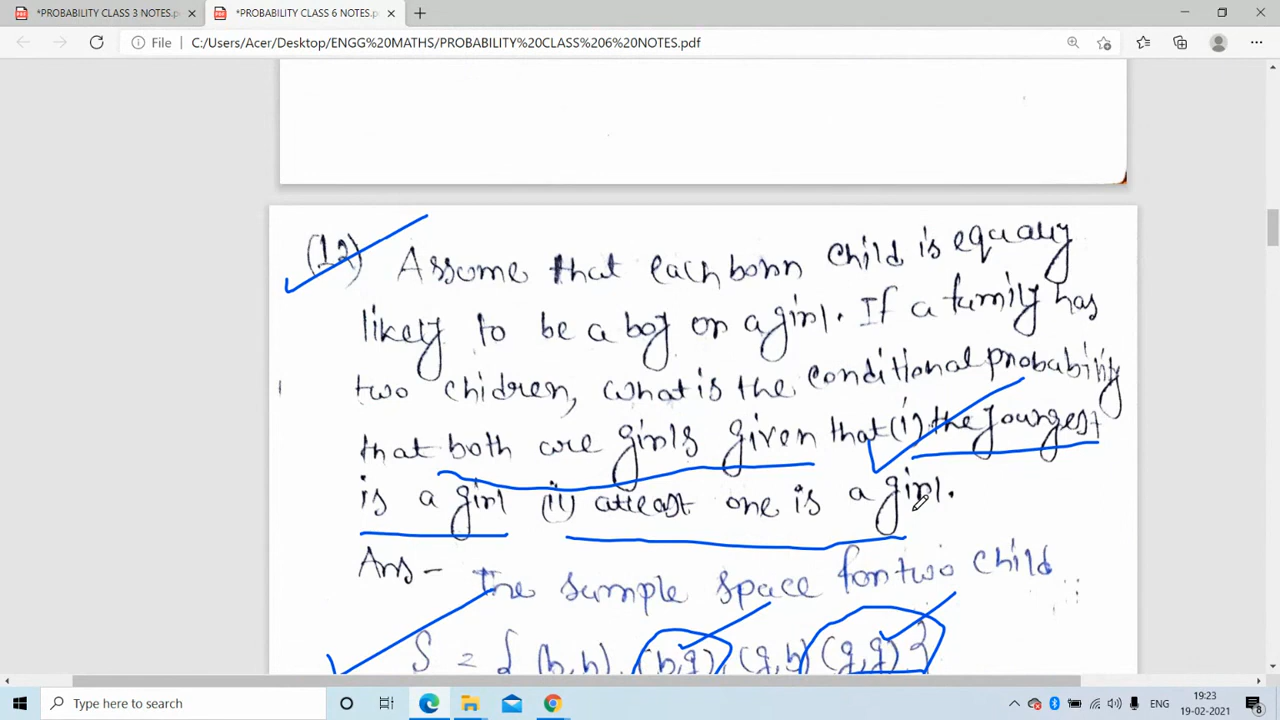 *PROBABILITY CLASS 3 NOTES.p
*PROBABILITY CLASS 6 NOTES.pdf
File C:/Users/Acer/Desktop/ENGG%20MATHS/PROBABILITY%20CLASS%206%20NOTES.pdf
(12) Assume that each born child is equally
likely to be a boy or a girl. If a family has
two chidren, what is the conditional probability
that both are girls given that (i) the youngest
is a girl (ii) atleast one is a girl.
Ans - The sample space for two child
S = { (b,b), (b,g) (g,b) (g,g) }
Type here to search
ENG
19:23
19-02-2021
8